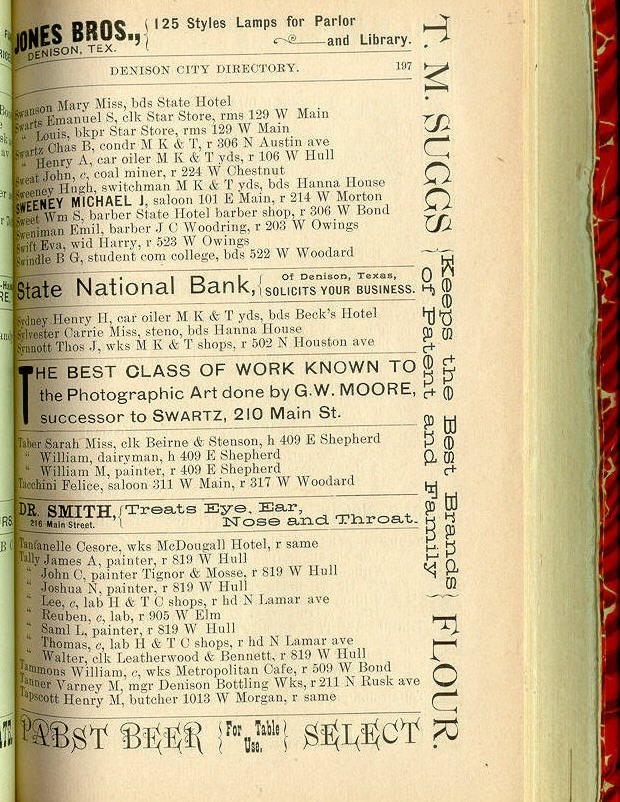 JONES BROS., { 125 Styles Lamps for Parlor
DENISON, TEX. and Library.
DENISON CITY DIRECTORY. 197
Swanson Mary Miss, bds State Hotel
Swarts Emanuel S, clk Star Store, rms 129 W Main
" Louis, bkpr Star Store, rms 129 W Main
Swartz Chas B, condr M K & T, r 306 N Austin ave
" Henry A, car oiler M K & T yds, r 106 W Hull
Sweat John, c, coal miner, r 224 W Chestnut
Sweeney Hugh, switchman M K & T yds, bds Hanna House
SWEENEY MICHAEL J, saloon 101 E Main, r 214 W Morton
Sweet Wm S, barber State Hotel barber shop, r 306 W Bond
Sweniman Emil, barber J C Woodring, r 203 W Owings
Swift Eva, wid Harry, r 523 W Owings
Swindle B G, student com college, bds 522 W Woodard
State National Bank, { Of Denison, Texas,
SOLICITS YOUR BUSINESS.
Sydney Henry H, car oiler M K & T yds, bds Beck's Hotel
Sylvester Carrie Miss, steno, bds Hanna House
Synnott Thos J, wks M K & T shops, r 502 N Houston ave
THE BEST CLASS OF WORK KNOWN TO
the Photographic Art done by G.W. MOORE,
successor to SWARTZ, 210 Main St.
Taber Sarah Miss, clk Beirne & Stenson, h 409 E Shepherd
" William, dairyman, h 409 E Shepherd
" William M, painter, r 409 E Shepherd
Tacchini Felice, saloon 311 W Main, r 317 W Woodard
DR. SMITH, { Treats Eye, Ear,
216 Main Street. Nose and Throat.
Tanfanelle Cesore, wks McDougall Hotel, r same
Tally James A, painter, r 819 W Hull
" John C, painter Tignor & Mosse, r 819 W Hull
" Joshua N, painter, r 819 W Hull
" Lee, c, lab H & T C shops, r hd N Lamar ave
" Reuben, c, lab, r 905 W Elm
" Saml L, painter, r 819 W Hull
" Thomas, c, lab H & T C shops, r hd N Lamar ave
" Walter, clk Leatherwood & Bennett, r 819 W Hull
Tammons William, c, wks Metropolitan Cafe, r 509 W Bond
Tanner Varney M, mgr Denison Bottling Wks, r 211 N Rusk ave
Tapscott Henry M, butcher 1013 W Morgan, r same
PABST BEER { For Table Use. } SELECT
T. M. SUGGS { Keeps the Best Brands
of Patent and Family } FLOUR.